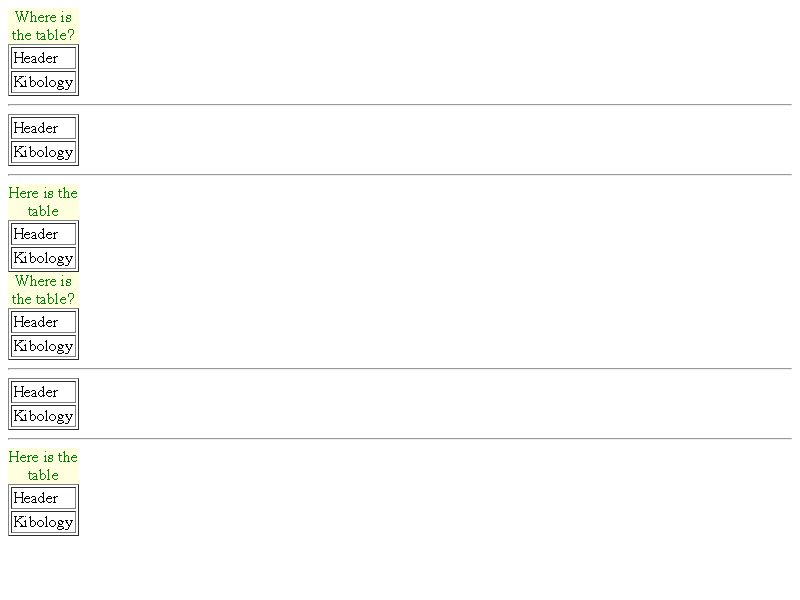 Where is
the table?
Header
Kibology
Header
Kibology
Here is the
table
Header
Kibology
Where is
the table?
Header
Kibology
Header
Kibology
Here is the
table
Header
Kibology